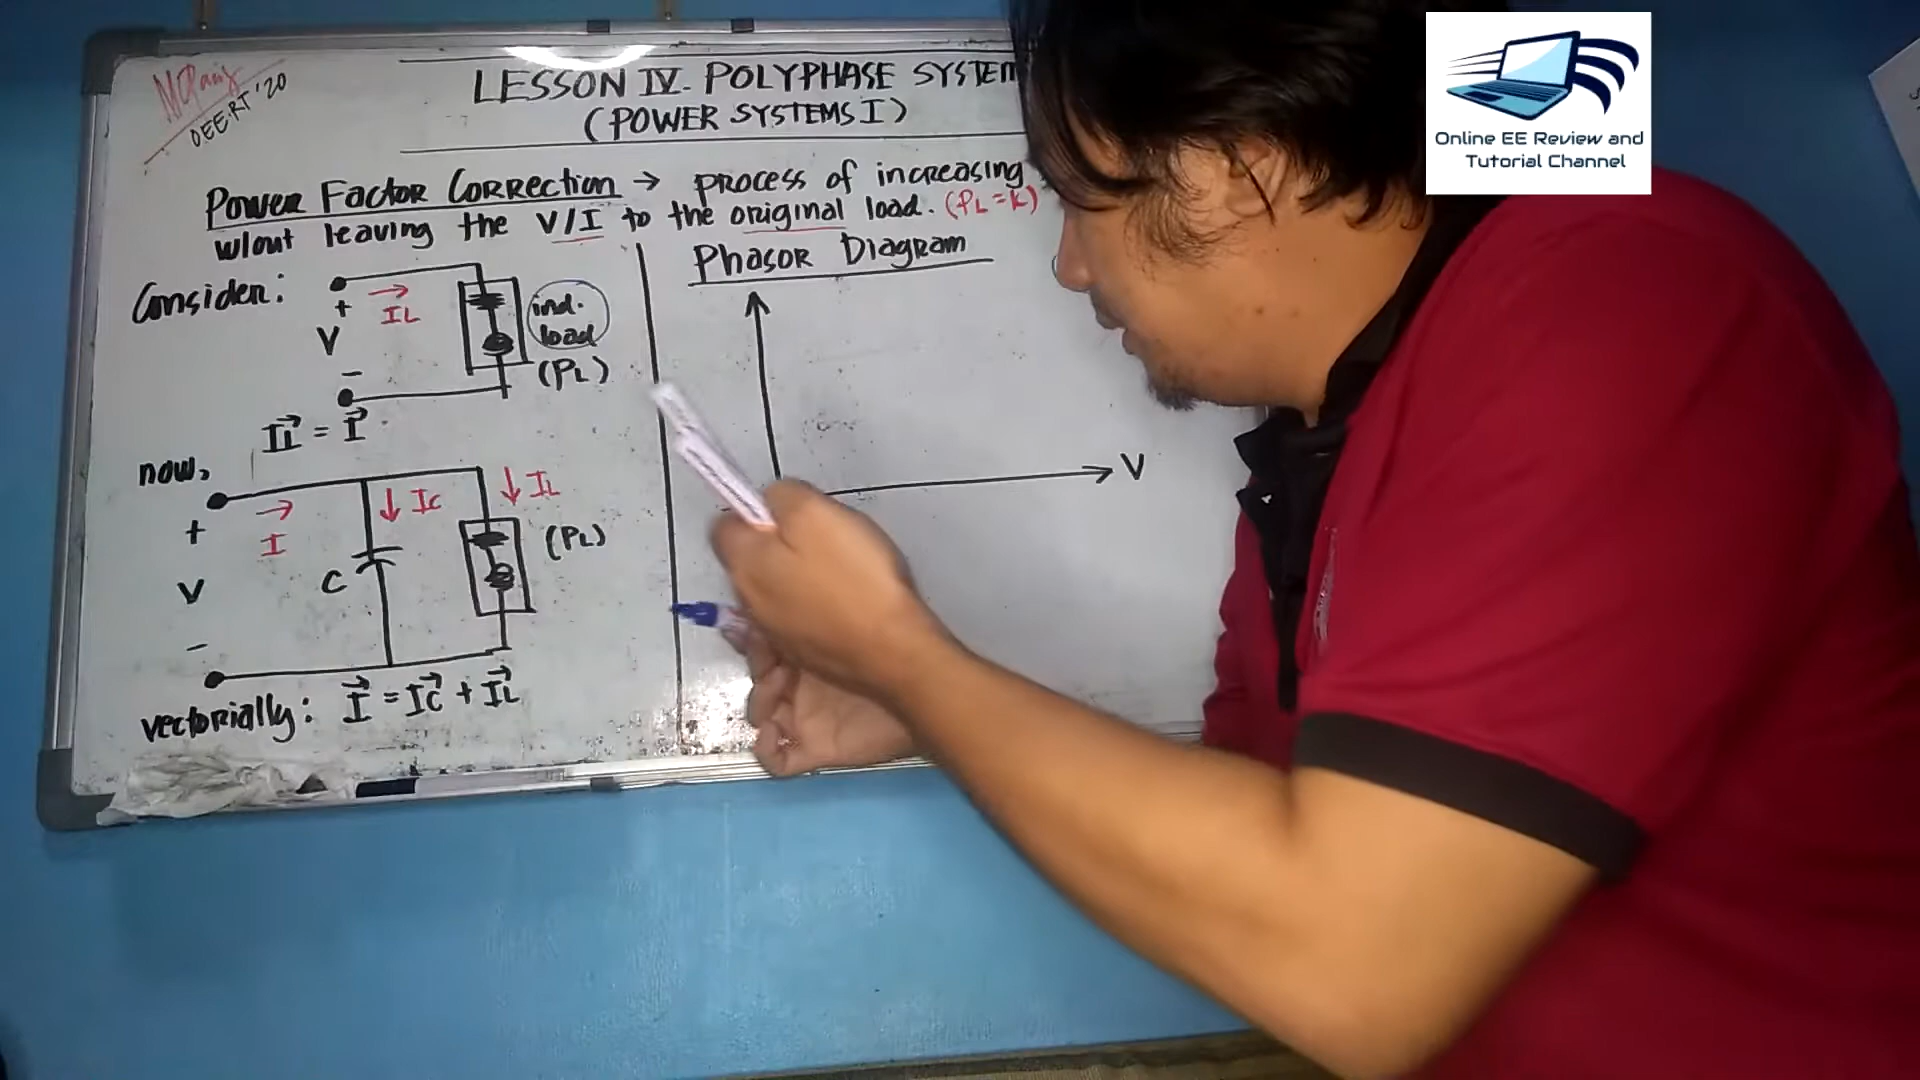 OEE.RT '20
LESSON IV. POLYPHASE SYSTEM
(POWER SYSTEMS I)
Online EE Review and
Tutorial Channel
Power Factor Correction → process of increasing
w/out leaving the V/I to the original load. (PL = k)
Consider:
+
V
-
IL
ind.
load
(PL)
IL = I
now,
+
V
-
I
IC
IL
C
(PL)
vectorially: I = IC + IL
Phasor Diagram
V